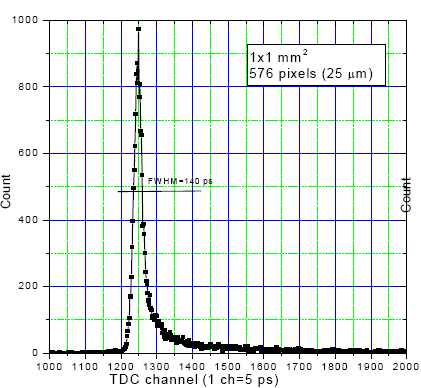 1000
800
600
400
200
0
Count
1x1 mm²
576 pixels (25 μm)
FWHM=140 ps
Count
1000 1100 1200 1300 1400 1500 1600 1700 1800 1900 2000
TDC channel (1 ch=5 ps)